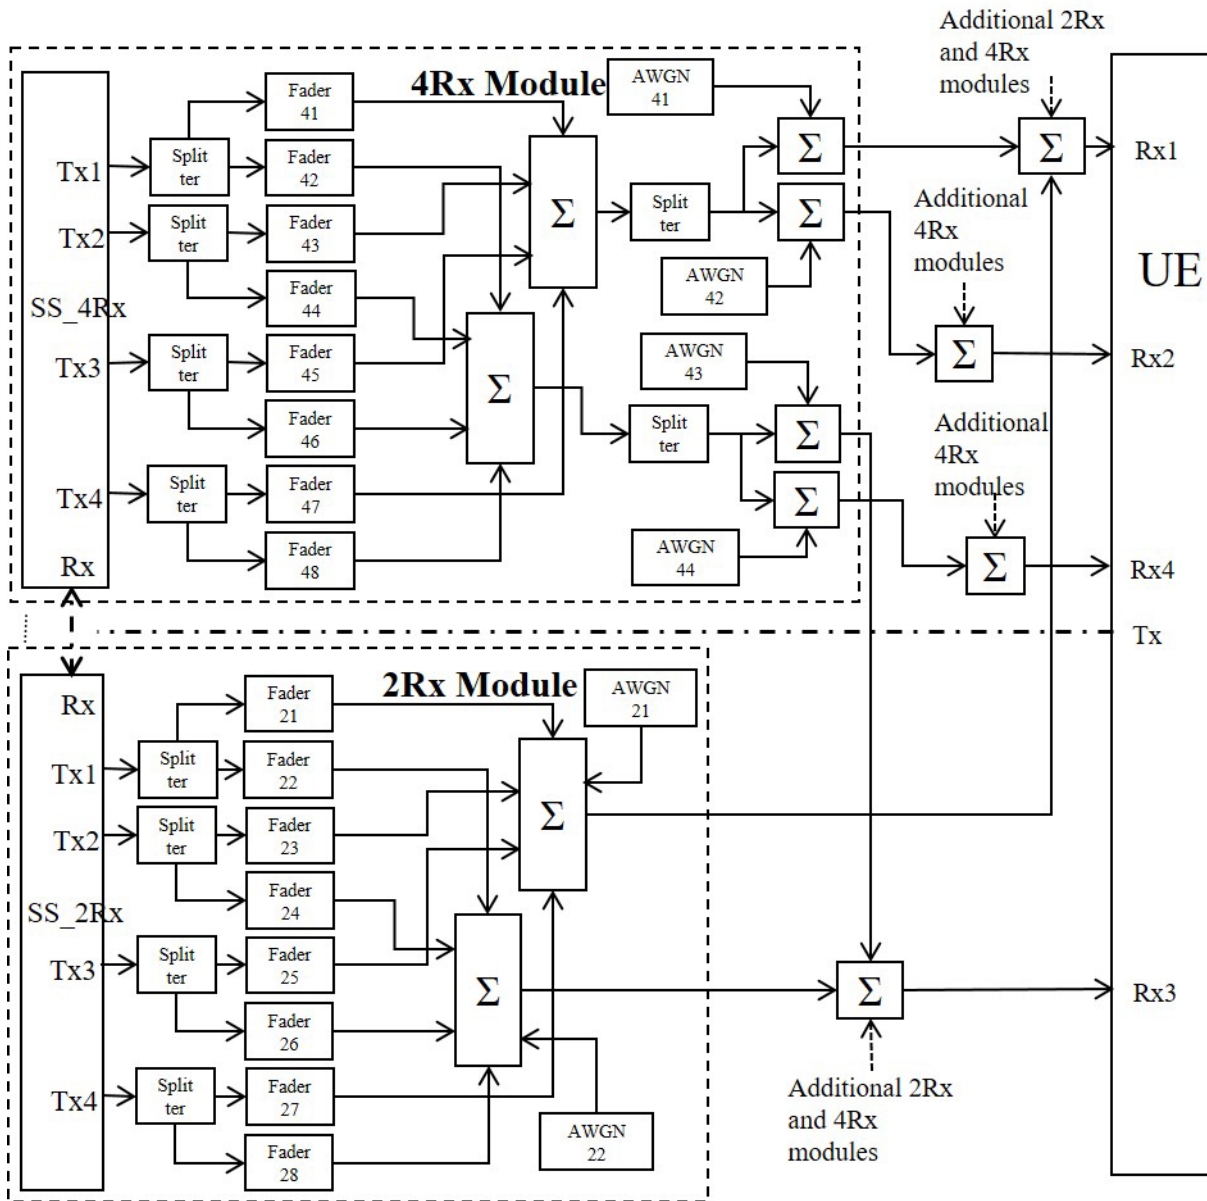 Additional 2Rx
and 4Rx
modules
4Rx Module
AWGN
41
Fader
41
Tx1
Split
ter
Fader
42
Σ
Σ
Σ
Rx1
Tx2
Split
ter
Fader
43
Σ
Split
ter
Σ
Additional
4Rx
modules
UE
Fader
44
AWGN
42
SS_4Rx
Tx3
Split
ter
Fader
45
Σ
AWGN
43
Σ
Rx2
Fader
46
Split
ter
Σ
Additional
4Rx
modules
Tx4
Split
ter
Fader
47
Σ
Fader
48
AWGN
44
Σ
Rx4
Rx
Tx
2Rx Module
AWGN
21
Rx
Fader
21
Tx1
Split
ter
Fader
22
Tx2
Split
ter
Fader
23
Σ
Fader
24
SS_2Rx
Tx3
Split
ter
Fader
25
Σ
Σ
Rx3
Fader
26
Tx4
Split
ter
Fader
27
Additional 2Rx
and 4Rx
modules
AWGN
22
Fader
28